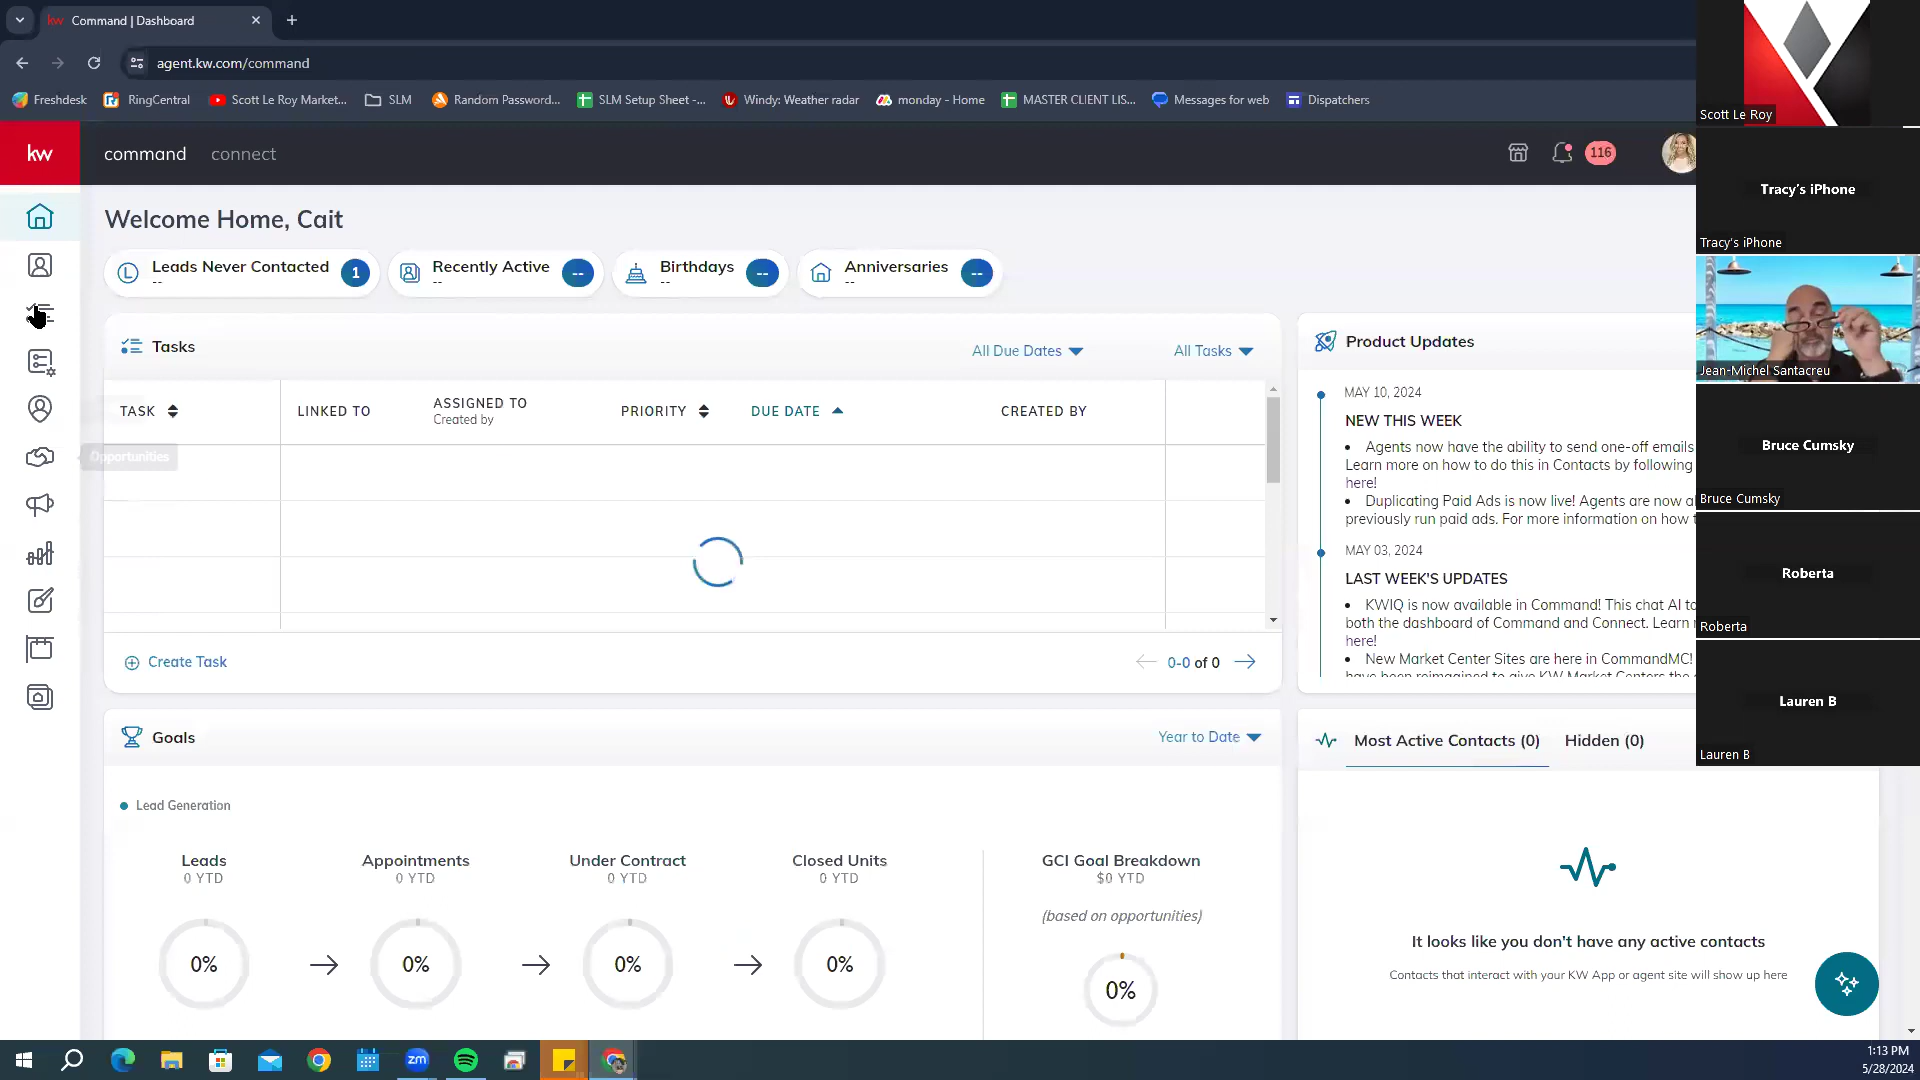 kw
Command | Dashboard
agent.kw.com/command
Freshdesk
RingCentral
Scott Le Roy Market...
SLM
Random Password...
SLM Setup Sheet -...
Windy: Weather radar
monday - Home
MASTER CLIENT LIS...
Messages for web
Dispatchers
kw
command
connect
116
Welcome Home, Cait
L
Leads Never Contacted
--
1
Recently Active
--
--
Birthdays
--
--
Anniversaries
--
--
Tasks
All Due Dates
All Tasks
TASK
LINKED TO
ASSIGNED TO
Created by
PRIORITY
DUE DATE
CREATED BY
Opportunities
Create Task
0-0 of 0
Product Updates
MAY 10, 2024
NEW THIS WEEK
• Agents now have the ability to send one-off emails
Learn more on how to do this in Contacts by following
here!
• Duplicating Paid Ads is now live! Agents are now a
previously run paid ads. For more information on how t
MAY 03, 2024
LAST WEEK'S UPDATES
• KWIQ is now available in Command! This chat AI to
both the dashboard of Command and Connect. Learn
here!
• New Market Center Sites are here in CommandMC!
have been reimagined to give KW Market Centers the
Goals
Year to Date
Lead Generation
Leads
0 YTD
0%
Appointments
0 YTD
0%
Under Contract
0 YTD
0%
Closed Units
0 YTD
0%
GCI Goal Breakdown
$0 YTD
(based on opportunities)
0%
Most Active Contacts (0)
Hidden (0)
It looks like you don't have any active contacts
Contacts that interact with your KW App or agent site will show up here
Scott Le Roy
Tracy's iPhone
Tracy's iPhone
Jean-Michel Santacreu
Bruce Cumsky
Bruce Cumsky
Roberta
Roberta
Lauren B
Lauren B
zm
1:13 PM
5/28/2024